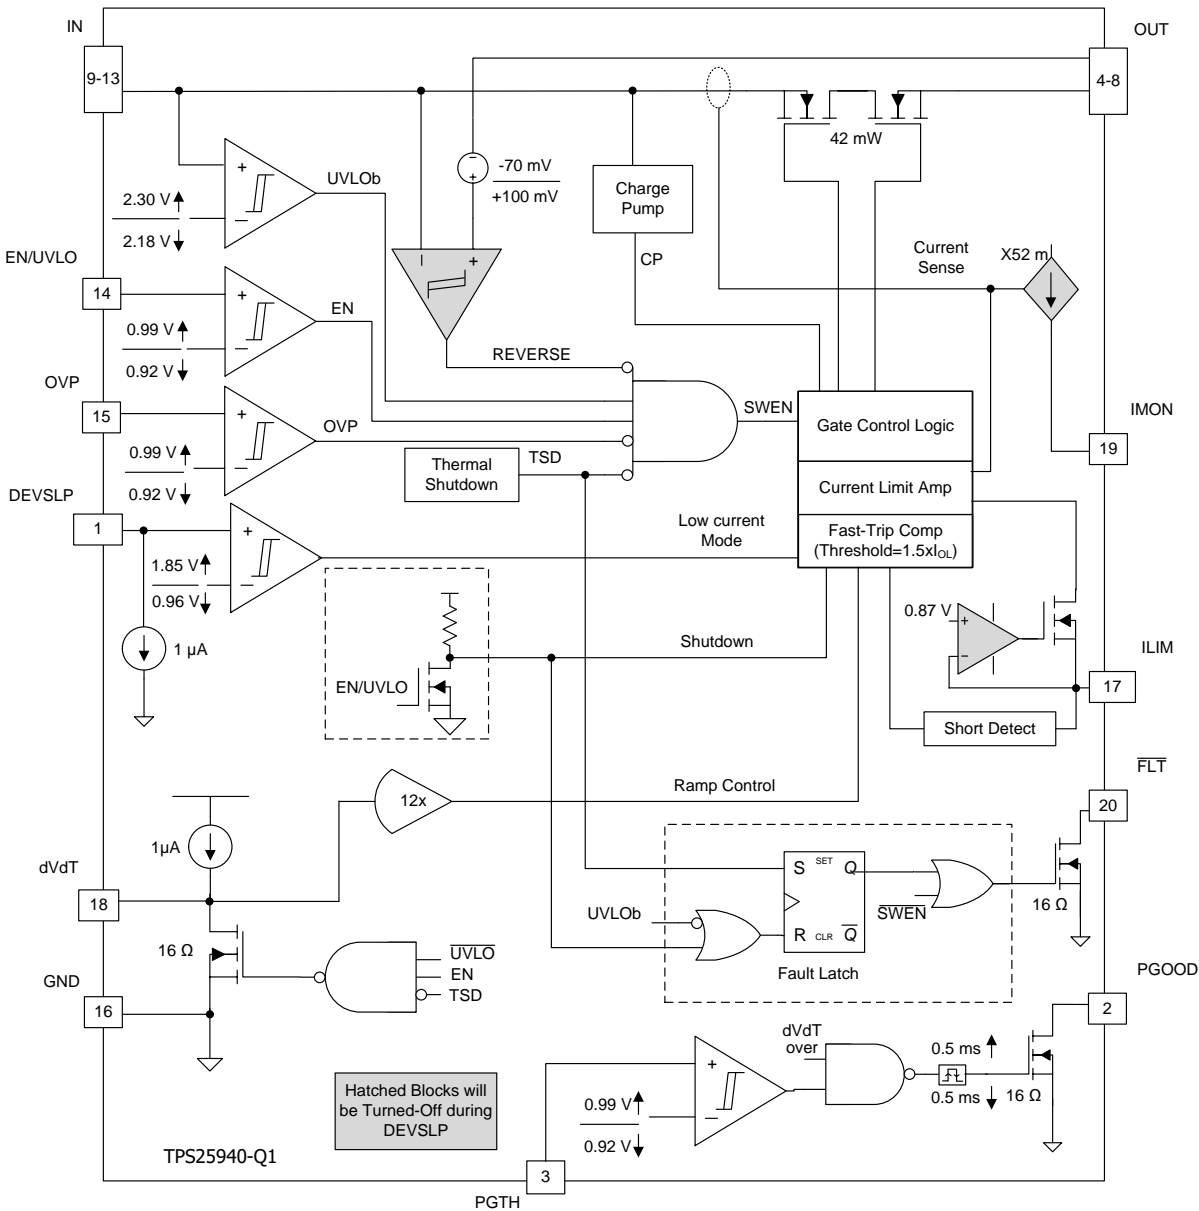 IN
OUT
9-13
4-8
42 mW
-70 mV
+100 mV
Charge
Pump
UVLOb
2.30 V
2.18 V
+
−
−
+
EN/UVLO
CP
Current
Sense
X52 m
14
+
−
EN
0.99 V
0.92 V
−
+
REVERSE
OVP
15
+
−
OVP
0.99 V
0.92 V
SWEN
Gate Control Logic
IMON
19
Thermal
Shutdown
TSD
Current Limit Amp
DEVSLP
1
+
−
1.85 V
0.96 V
Low current
Mode
Fast-Trip Comp
(Threshold=1.5xIOL)
0.87 V
+
−
1 µA
Shutdown
ILIM
17
EN/UVLO
Short Detect
FLT
12x
Ramp Control
20
1µA
dVdT
18
S SET Q
UVLOb
SWEN
16 Ω
R CLR Q
Fault Latch
16 Ω
UVLO
EN
TSD
GND
16
PGOOD
2
dVdT
over
0.5 ms
0.5 ms
16 Ω
+
−
0.99 V
0.92 V
Hatched Blocks will
be Turned-Off during
DEVSLP
TPS25940-Q1
3
PGTH